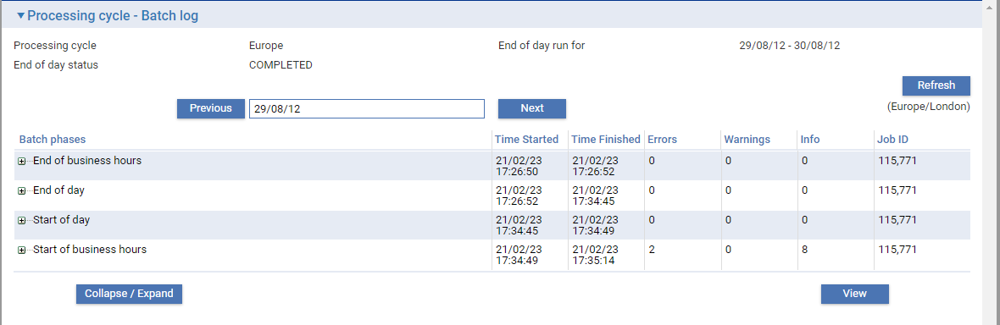 Processing cycle - Batch log
Processing cycle Europe End of day run for 29/08/12 - 30/08/12
End of day status COMPLETED
Refresh
Previous 29/08/12 Next (Europe/London)
Batch phases Time Started Time Finished Errors Warnings Info Job ID
End of business hours 21/02/23 21/02/23 0 0 0 115,771
17:26:50 17:26:52
End of day 21/02/23 21/02/23 0 0 0 115,771
17:26:52 17:34:45
Start of day 21/02/23 21/02/23 0 0 0 115,771
17:34:45 17:34:49
Start of business hours 21/02/23 21/02/23 2 0 8 115,771
17:34:49 17:35:14
Collapse / Expand View